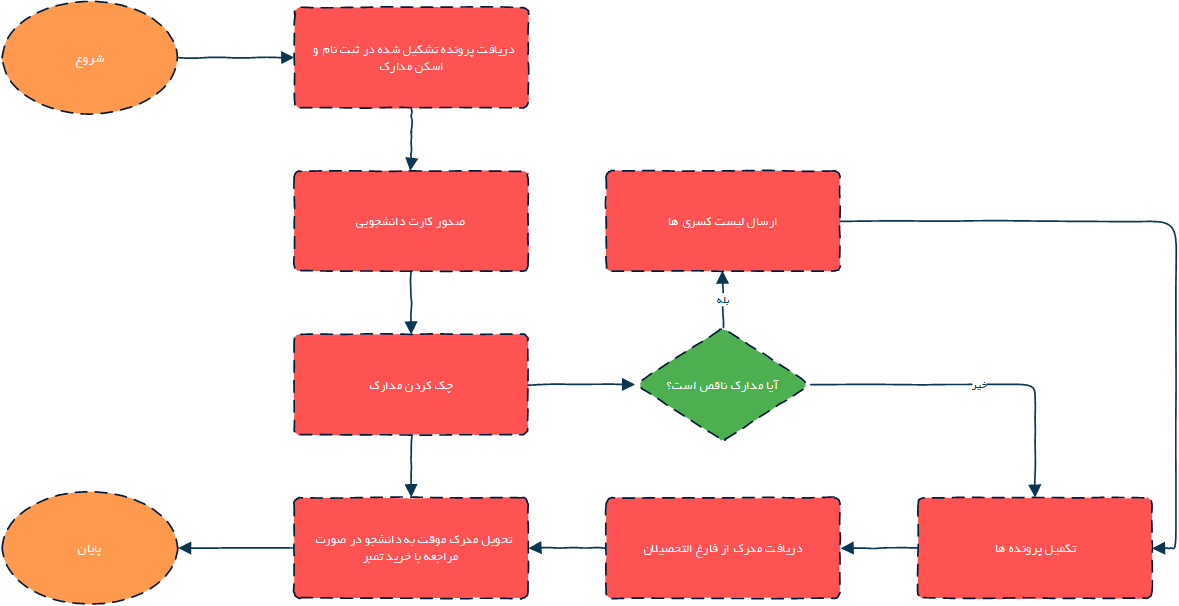 شروع
دریافت پرونده تشکیل شده در ثبت نام و
اسکن مدارک
صدور کارت دانشجویی
ارسال لیست کسری ها
بله
چک کردن مدارک
آیا مدارک ناقص است؟
خیر
پایان
تحویل مدرک موقت به دانشجو در صورت
مراجعه با خرید تمبر
دریافت مدرک از فارغ التحصیلان
تکمیل پرونده ها